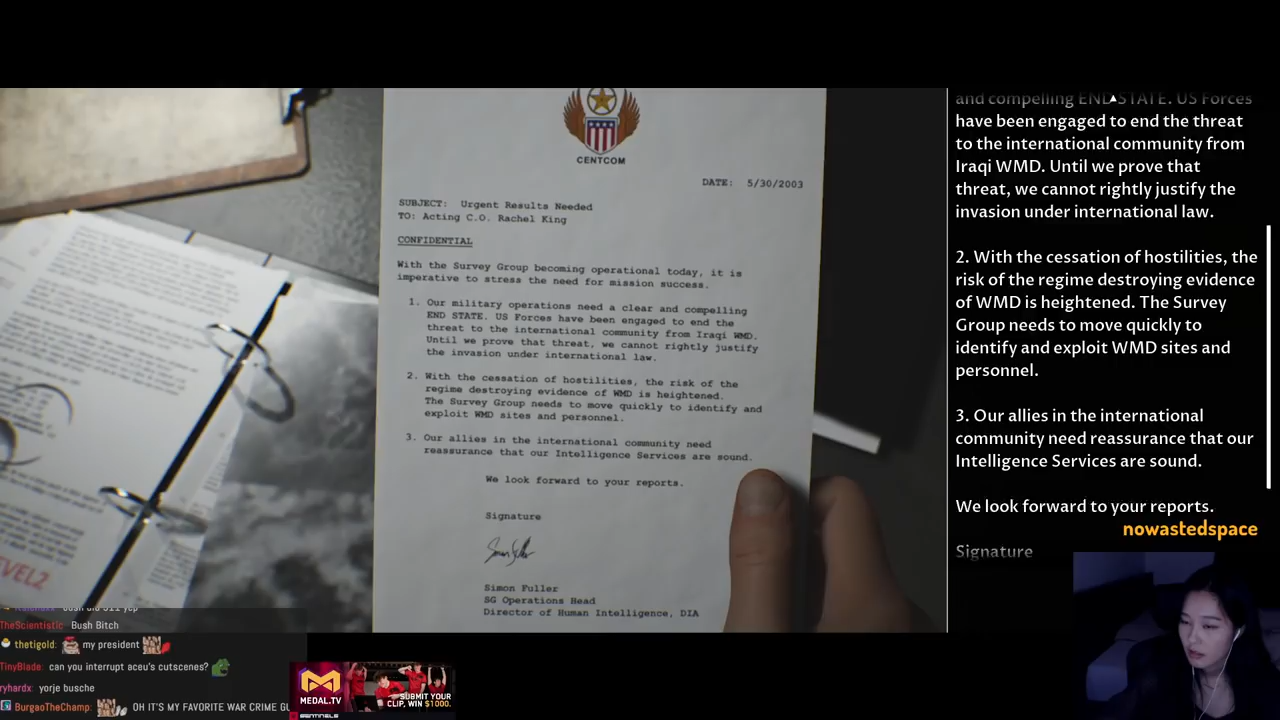 CENTCOM
DATE: 5/30/2003
SUBJECT: Urgent Results Needed
TO: Acting C.O. Rachel King
CONFIDENTIAL
With the Survey Group becoming operational today, it is
imperative to stress the need for mission success.
1. Our military operations need a clear and compelling
END STATE. US Forces have been engaged to end the
threat to the international community from Iraqi WMD.
Until we prove that threat, we cannot rightly justify
the invasion under international law.
2. With the cessation of hostilities, the risk of the
regime destroying evidence of WMD is heightened.
The Survey Group needs to move quickly to identify and
exploit WMD sites and personnel.
3. Our allies in the international community need
reassurance that our Intelligence Services are sound.
We look forward to your reports.
Signature
Simon Fuller
SG Operations Head
Director of Human Intelligence, DIA
and compelling END STATE. US Forces
have been engaged to end the threat
to the international community from
Iraqi WMD. Until we prove that
threat, we cannot rightly justify the
invasion under international law.
2. With the cessation of hostilities, the
risk of the regime destroying evidence
of WMD is heightened. The Survey
Group needs to move quickly to
identify and exploit WMD sites and
personnel.
3. Our allies in the international
community need reassurance that our
Intelligence Services are sound.
We look forward to your reports.
nowastedspace
Signature
EVEL2
TheScientistic Bush Bitch
thetigold: my president
TinyBlade: can you interrupt aceu's cutscenes?
ryhardx: yorje busche
BurgaoTheChamp: OH IT'S MY FAVORITE WAR CRIME GU
MEDAL.TV
SUBMIT YOUR
CLIP, WIN $1000.
SENTINELS